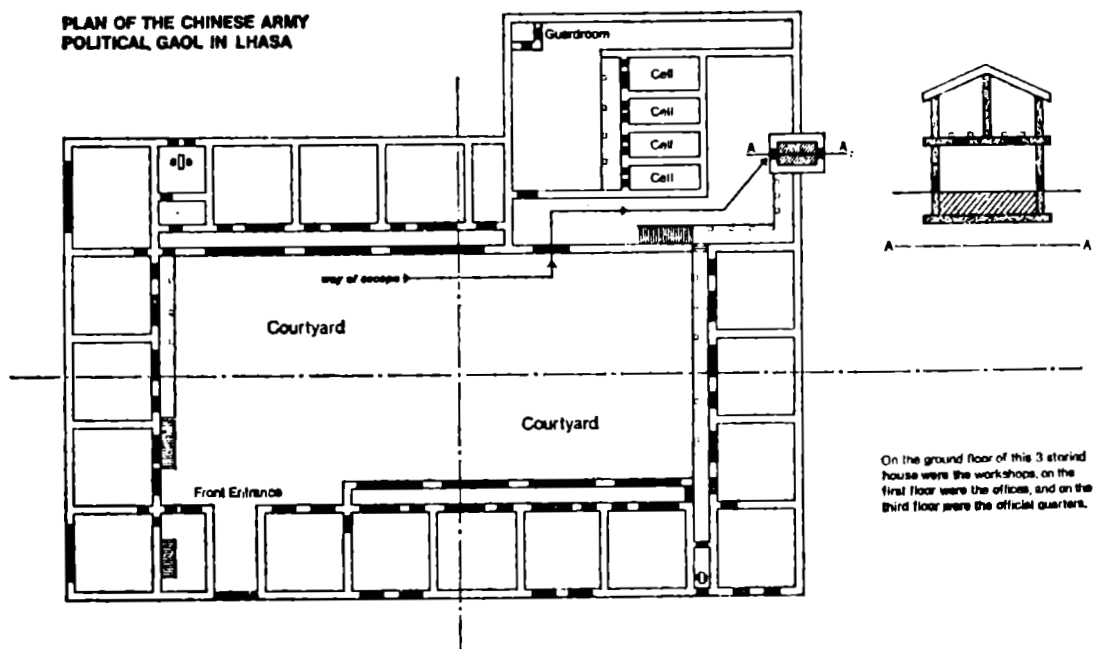 PLAN OF THE CHINESE ARMY
POLITICAL GAOL IN LHASA
Guardroom
Cell
Cell
Cell
Cell
A A
A A
way of escape
Courtyard
Courtyard
Front Entrance
On the ground floor of this 3 storied
house were the workshops, on the
first floor were the offices, and on the
third floor were the official quarters.